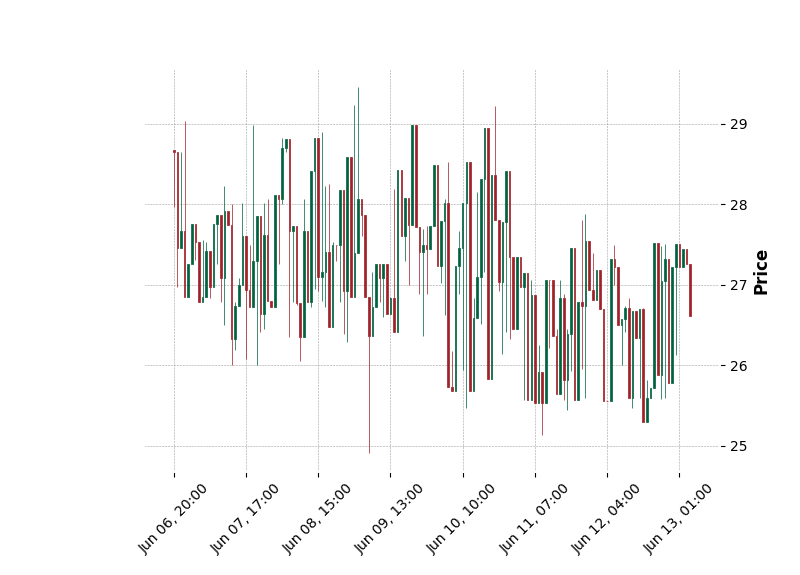 29
28
27
26
25
Price
Jun 06, 20:00
Jun 07, 17:00
Jun 08, 15:00
Jun 09, 13:00
Jun 10, 10:00
Jun 11, 07:00
Jun 12, 04:00
Jun 13, 01:00